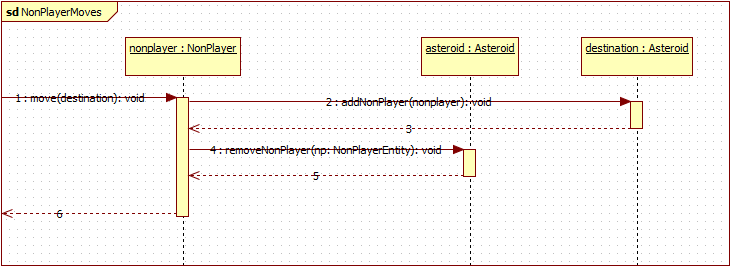 sd NonPlayerMoves
nonplayer : NonPlayer
asteroid : Asteroid
destination : Asteroid
1 : move(destination): void
2 : addNonPlayer(nonplayer): void
3
4 : removeNonPlayer(np: NonPlayerEntity): void
5
6